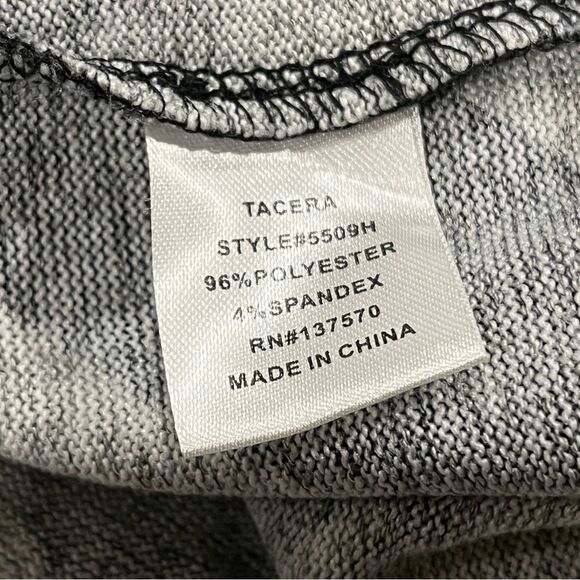 TACERA
STYLE#5509H
96%POLYESTER
4%SPANDEX
RN#137570
MADE IN CHINA